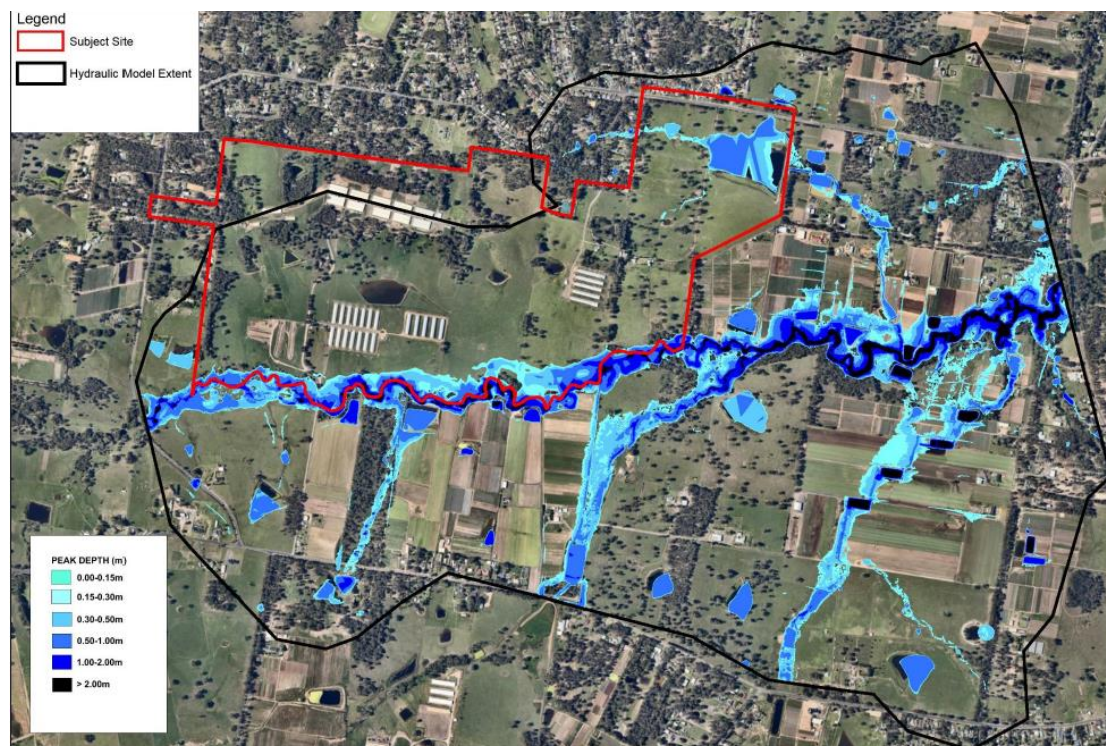 Legend
Subject Site
Hydraulic Model Extent
PEAK DEPTH (m)
0.00-0.15m
0.15-0.30m
0.30-0.50m
0.50-1.00m
1.00-2.00m
> 2.00m